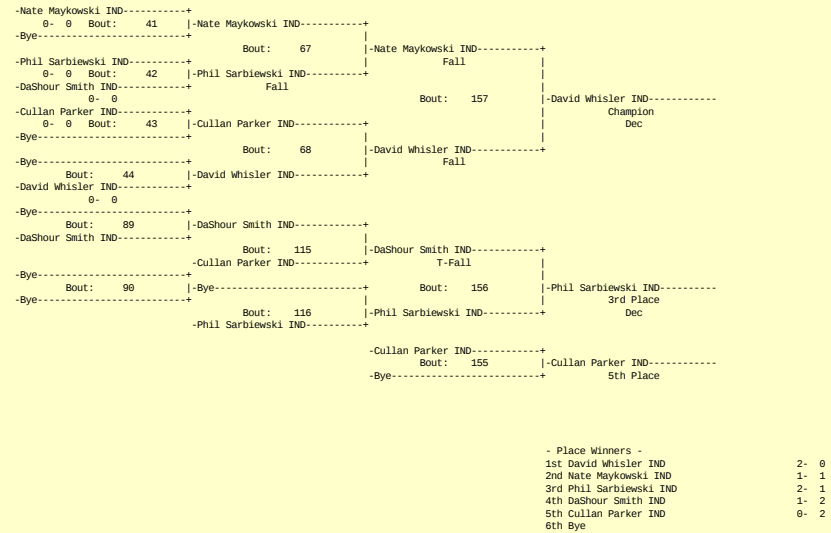 -Nate Maykowski IND----------+
0- 0 Bout: 41 |-Nate Maykowski IND-----------+
-Bye-------------------------+ |
Bout: 67 |-Nate Maykowski IND----------+
-Phil Sarbiewski IND---------+ | Fall |
0- 0 Bout: 42 |-Phil Sarbiewski IND----------+ |
-DaShour Smith IND-----------+ Fall |
0- 0 Bout: 157 |-David Whisler IND-----------
-Cullan Parker IND-----------+ | Champion
0- 0 Bout: 43 |-Cullan Parker IND------------+ | Dec
-Bye-------------------------+ | |
Bout: 68 |-David Whisler IND-----------+
-Bye-------------------------+ | Fall
Bout: 44 |-David Whisler IND------------+
-David Whisler IND-----------+
0- 0
-Bye-------------------------+
Bout: 89 |-DaShour Smith IND------------+
-DaShour Smith IND-----------+ |
Bout: 115 |-DaShour Smith IND-----------+
-Cullan Parker IND------------+ T-Fall |
-Bye-------------------------+ |
Bout: 90 |-Bye--------------------------+ Bout: 156 |-Phil Sarbiewski IND---------
-Bye-------------------------+ | | 3rd Place
Bout: 116 |-Phil Sarbiewski IND---------+ Dec
-Phil Sarbiewski IND----------+
-Cullan Parker IND-----------+
Bout: 155 |-Cullan Parker IND-----------
-Bye-------------------------+ 5th Place
- Place Winners -
1st David Whisler IND 2- 0
2nd Nate Maykowski IND 1- 1
3rd Phil Sarbiewski IND 2- 1
4th DaShour Smith IND 1- 2
5th Cullan Parker IND 0- 2
6th Bye